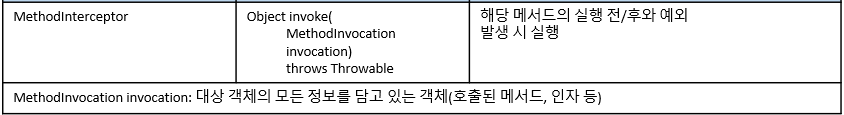 MethodInterceptor
Object invoke(
MethodInvocation
invocation)
throws Throwable
해당 메서드의 실행 전/후와 예외
발생 시 실행
MethodInvocation invocation: 대상 객체의 모든 정보를 담고 있는 객체(호출된 메서드, 인자 등)